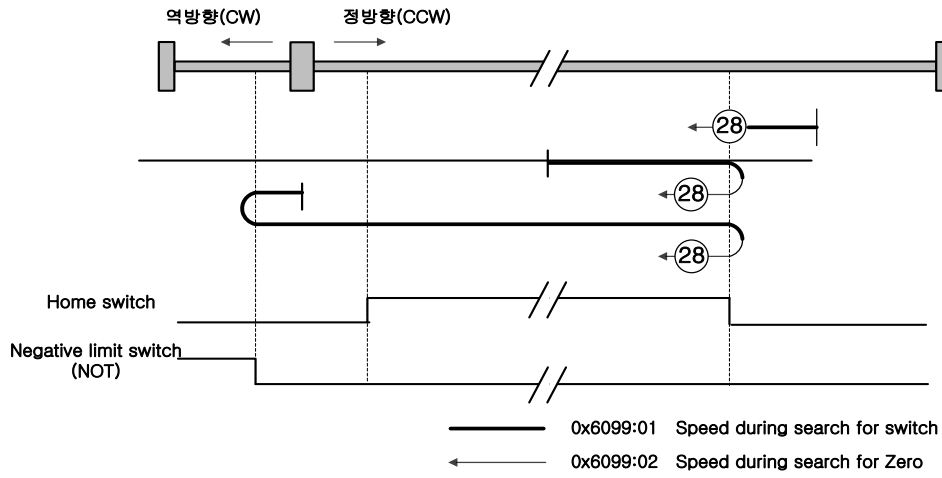 역방향(CW) 정방향(CCW)
28
28
28
Home switch
Negative limit switch
(NOT)
0x6099:01 Speed during search for switch
0x6099:02 Speed during search for Zero